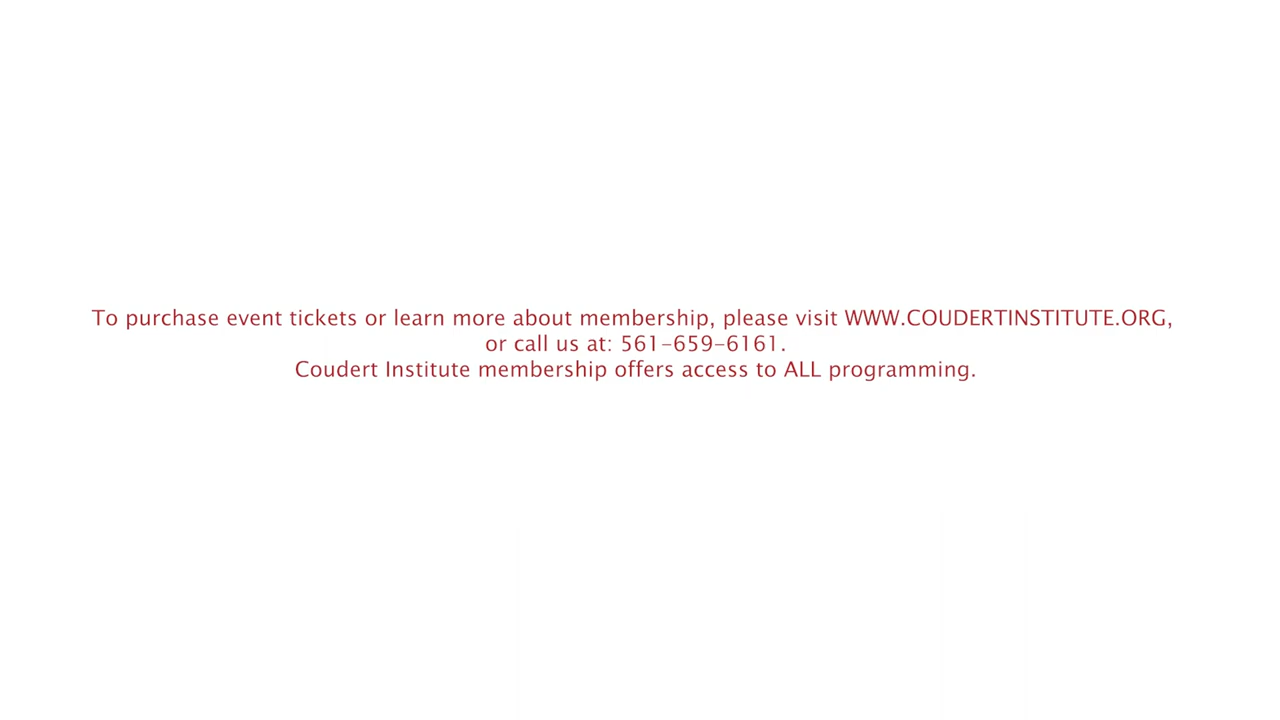 To purchase event tickets or learn more about membership, please visit WWW.COUDERTINSTITUTE.ORG,
or call us at: 561-659-6161.
Coudert Institute membership offers access to ALL programming.